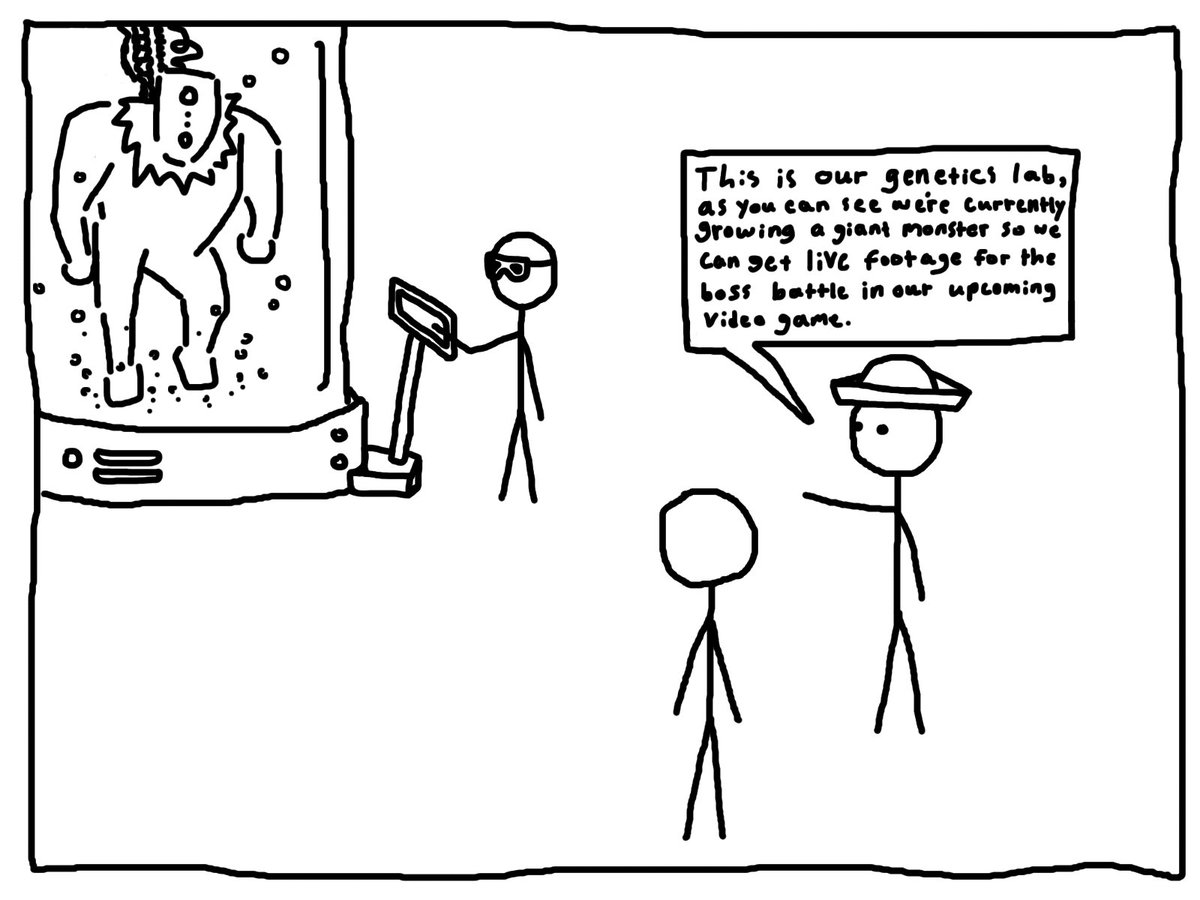 This is our genetics lab,
as you can see we're currently
growing a giant monster so we
can get live footage for the
boss battle in our upcoming
video game.